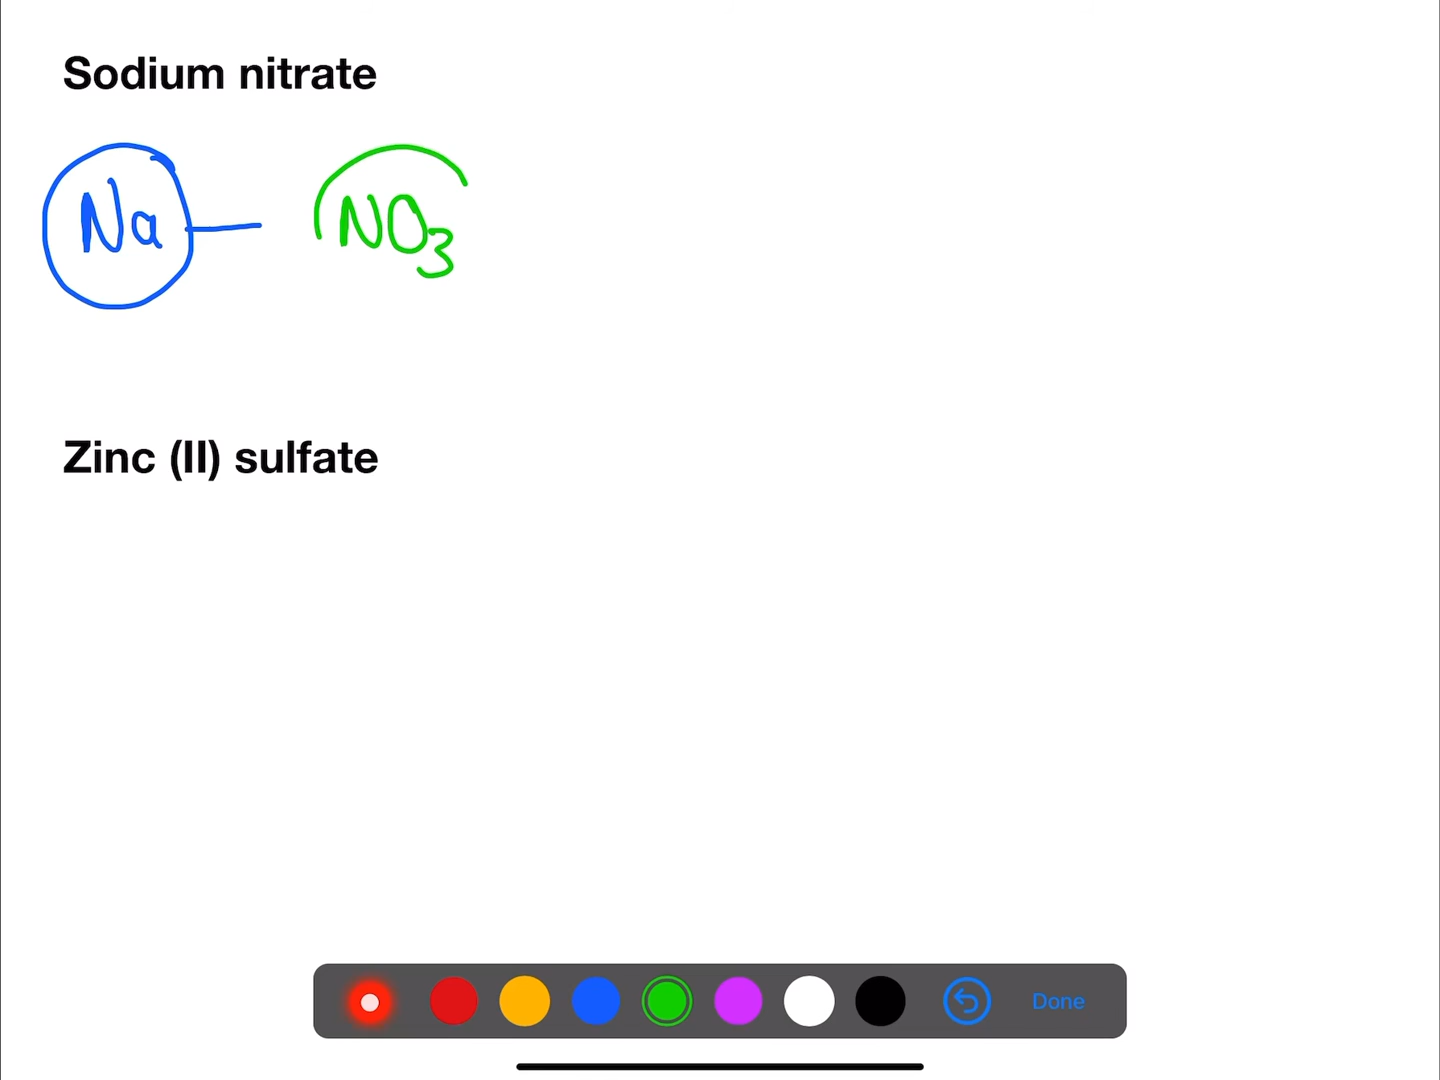 Sodium nitrate
Na NO₃
Zinc (II) sulfate
Done